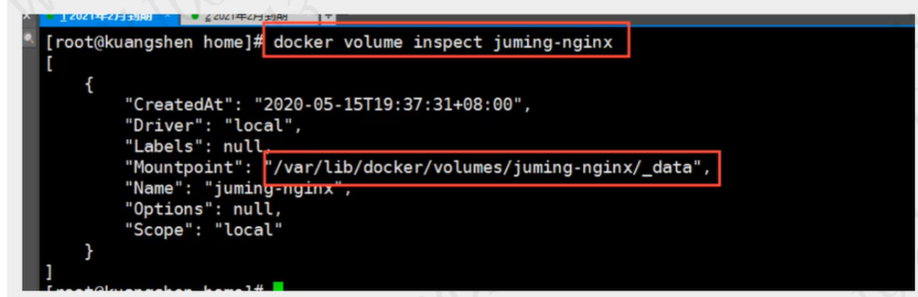 1 2021年2月到期
2 2021年2月到期
[root@kuangshen home]# docker volume inspect juming-nginx
[
    {
        "CreatedAt": "2020-05-15T19:37:31+08:00",
        "Driver": "local",
        "Labels": null,
        "Mountpoint": "/var/lib/docker/volumes/juming-nginx/_data",
        "Name": "juming-nginx",
        "Options": null,
        "Scope": "local"
    }
]
[root@kuangshen home]#